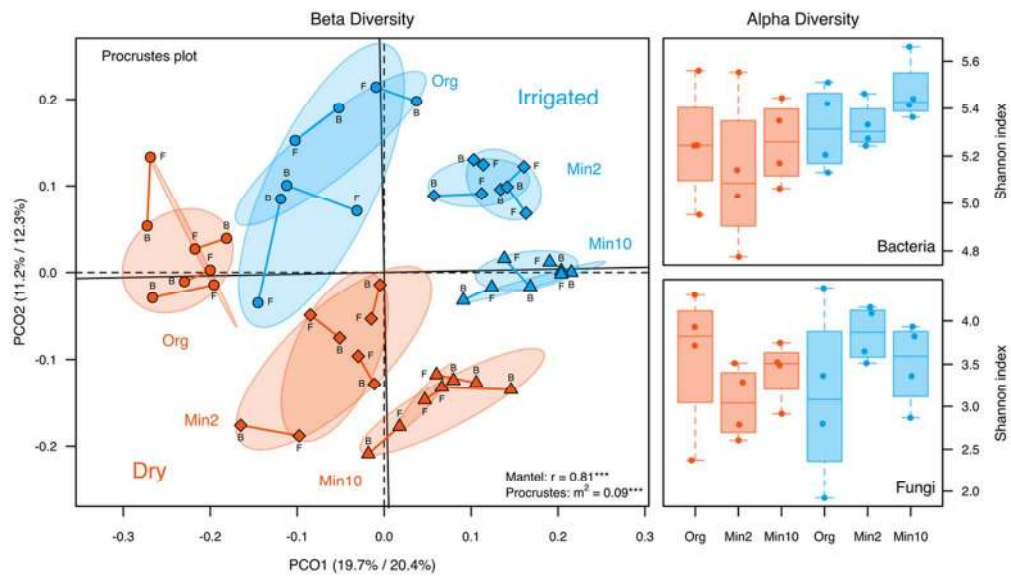 Beta Diversity
Alpha Diversity
Procrustes plot
Org
Irrigated
Min2
Min10
Org
Min2
Dry
Min10
Mantel: r = 0.81***
Procrustes: m² = 0.09***
F F B B F B B F
B F F B B F B F
F F B B F B F B
F B B F B F F B
F B F B F B B F
F B B B F F F B
PCO2 (11.2% / 12.3%)
0.2
0.1
0.0
-0.1
-0.2
-0.3 -0.2 -0.1 0.0 0.1 0.2 0.3
PCO1 (19.7% / 20.4%)
5.6
5.4
5.2
5.0
4.8
Shannon index
Bacteria
4.0
3.5
3.0
2.5
2.0
Shannon index
Fungi
Org Min2 Min10 Org Min2 Min10